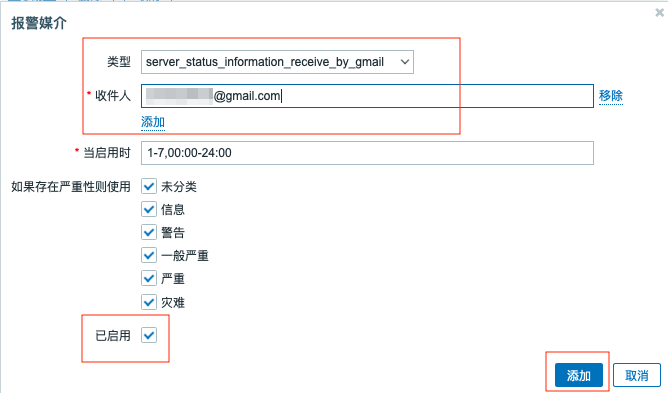 报警媒介
类型 server_status_information_receive_by_gmail
* 收件人 @gmail.com 移除
添加
* 当启用时 1-7,00:00-24:00
如果存在严重性则使用 未分类
信息
警告
一般严重
严重
灾难
已启用
添加 取消